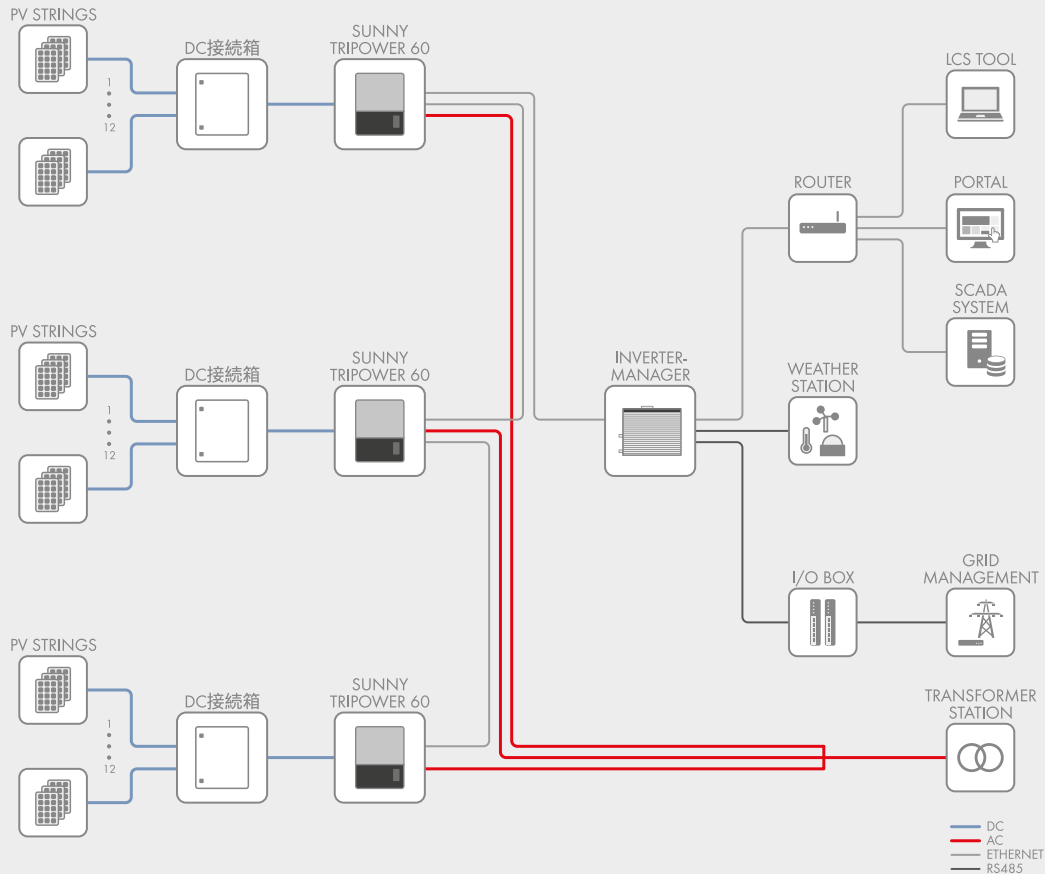 PV STRINGS
DC接続箱
SUNNY
TRIPOWER 60
1
12
LCS TOOL
ROUTER
PORTAL
SCADA
SYSTEM
PV STRINGS
DC接続箱
SUNNY
TRIPOWER 60
1
12
INVERTER-
MANAGER
WEATHER
STATION
I/O BOX
GRID
MANAGEMENT
PV STRINGS
DC接続箱
SUNNY
TRIPOWER 60
1
12
TRANSFORMER
STATION
DC
AC
ETHERNET
RS485